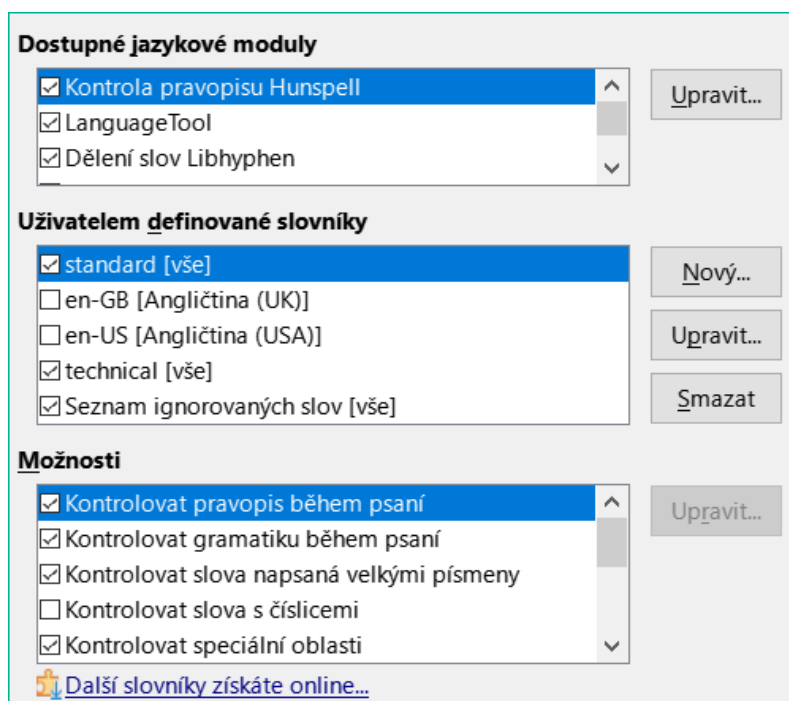 Dostupné jazykové moduly
Kontrola pravopisu Hunspell
Upravit...
LanguageTool
Dělení slov Libhyphen
Uživatelem definované slovníky
standard [vše]
Nový...
en-GB [Angličtina (UK)]
en-US [Angličtina (USA)]
Upravit...
technical [vše]
Smazat
Seznam ignorovaných slov [vše]
Možnosti
Kontrolovat pravopis během psaní
Upravit...
Kontrolovat gramatiku během psaní
Kontrolovat slova napsaná velkými písmeny
Kontrolovat slova s číslicemi
Kontrolovat speciální oblasti
Další slovníky získáte online...